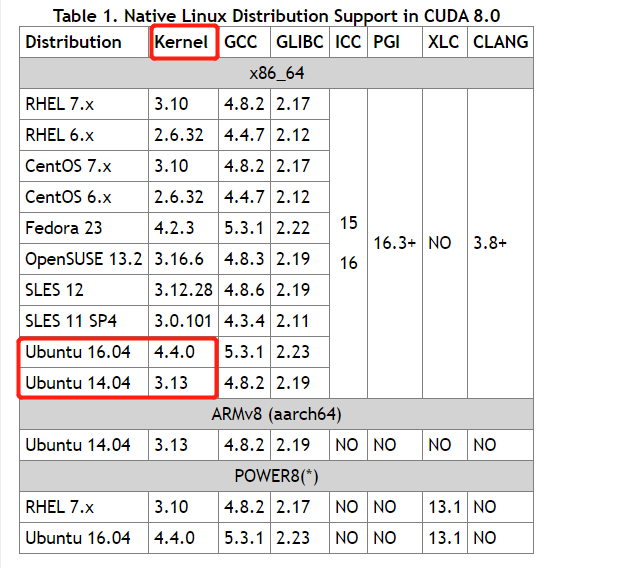 Table 1. Native Linux Distribution Support in CUDA 8.0
Distribution Kernel GCC GLIBC ICC PGI XLC CLANG
x86_64
RHEL 7.x 3.10 4.8.2 2.17
RHEL 6.x 2.6.32 4.4.7 2.12
CentOS 7.x 3.10 4.8.2 2.17
CentOS 6.x 2.6.32 4.4.7 2.12
Fedora 23 4.2.3 5.3.1 2.22
15
16.3+ NO 3.8+
OpenSUSE 13.2 3.16.6 4.8.3 2.19
16
SLES 12 3.12.28 4.8.6 2.19
SLES 11 SP4 3.0.101 4.3.4 2.11
Ubuntu 16.04 4.4.0 5.3.1 2.23
Ubuntu 14.04 3.13 4.8.2 2.19
ARMv8 (aarch64)
Ubuntu 14.04 3.13 4.8.2 2.19 NO NO NO NO
POWER8(*)
RHEL 7.x 3.10 4.8.2 2.17 NO NO 13.1 NO
Ubuntu 16.04 4.4.0 5.3.1 2.23 NO NO 13.1 NO